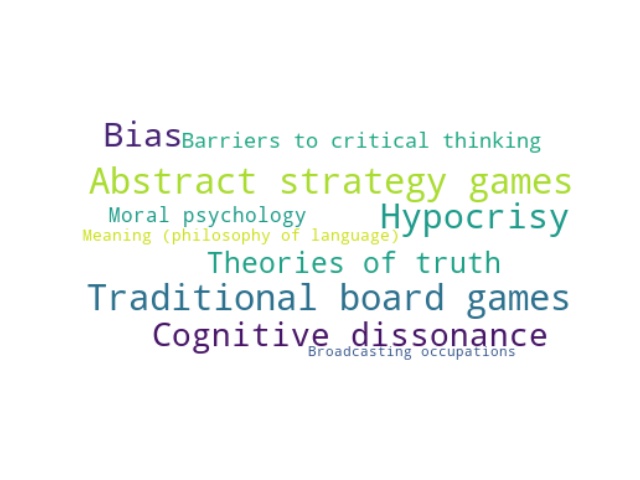 Bias Barriers to critical thinking
Abstract strategy games
Moral psychology Hypocrisy
Meaning (philosophy of language)
Theories of truth
Traditional board games
Cognitive dissonance
Broadcasting occupations